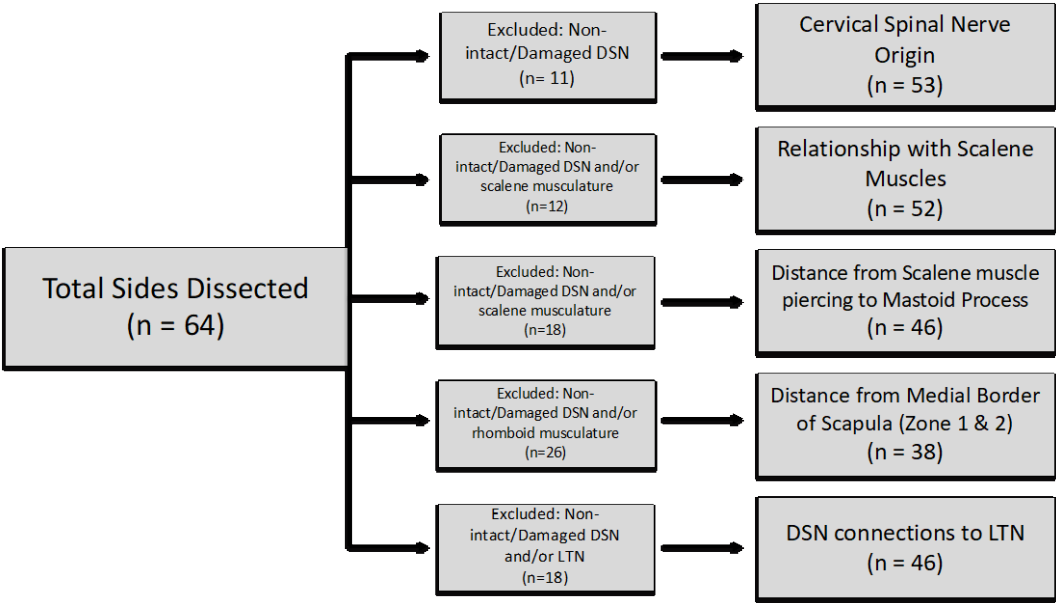 Total Sides Dissected
(n = 64)
Excluded: Non-
intact/Damaged DSN
(n= 11)
Cervical Spinal Nerve
Origin
(n = 53)
Excluded: Non-
intact/Damaged DSN and/or
scalene musculature
(n=12)
Relationship with Scalene
Muscles
(n = 52)
Excluded: Non-
intact/Damaged DSN and/or
scalene musculature
(n=18)
Distance from Scalene muscle
piercing to Mastoid Process
(n = 46)
Excluded: Non-
intact/Damaged DSN and/or
rhomboid musculature
(n=26)
Distance from Medial Border
of Scapula (Zone 1 & 2)
(n = 38)
Excluded: Non-
intact/Damaged DSN
and/or LTN
(n=18)
DSN connections to LTN
(n = 46)